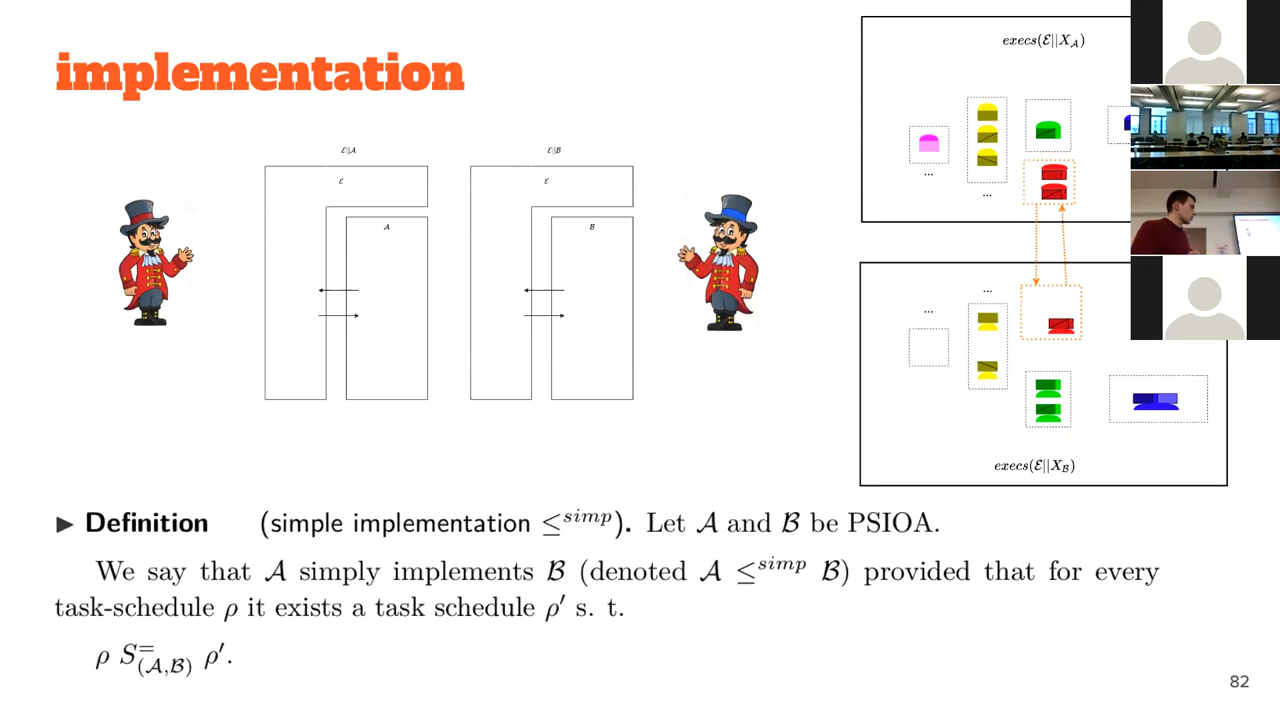 implementation
ℰ||𝒜
ℰ
𝒜
ℰ||ℬ
ℰ
ℬ
execs(ℰ||X_𝒜)
...
...
...
...
execs(ℰ||X_ℬ)
▶ Definition (simple implementation ≤^{simp}). Let 𝒜 and ℬ be PSIOA.
We say that 𝒜 simply implements ℬ (denoted 𝒜 ≤^{simp} ℬ) provided that for every
task-schedule ρ it exists a task schedule ρ′ s. t.
ρ S^{=}_{(𝒜,ℬ)} ρ′.
82